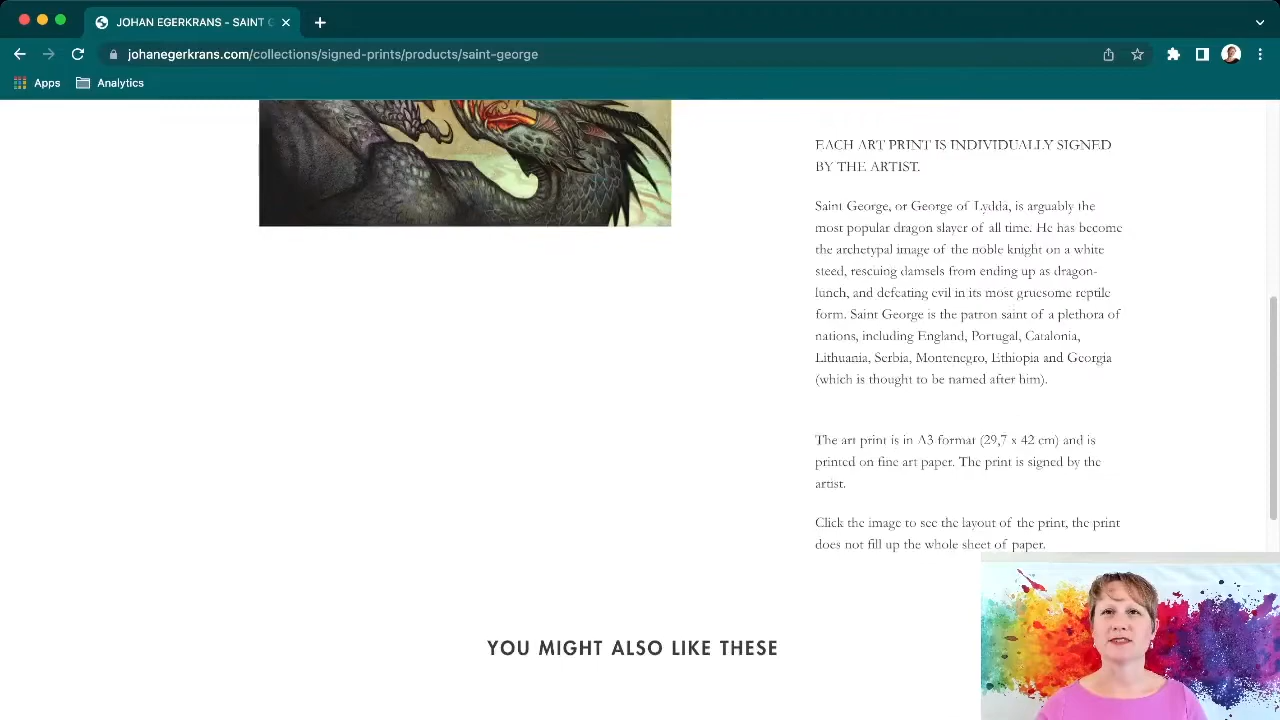 JOHAN EGERKRANS - SAINT G
johanegerkrans.com/collections/signed-prints/products/saint-george
Apps
Analytics
EACH ART PRINT IS INDIVIDUALLY SIGNED
BY THE ARTIST.
Saint George, or George of Lydda, is arguably the
most popular dragon slayer of all time. He has become
the archetypal image of the noble knight on a white
steed, rescuing damsels from ending up as dragon-
lunch, and defeating evil in its most gruesome reptile
form. Saint George is the patron saint of a plethora of
nations, including England, Portugal, Catalonia,
Lithuania, Serbia, Montenegro, Ethiopia and Georgia
(which is thought to be named after him).
The art print is in A3 format (29,7 x 42 cm) and is
printed on fine art paper. The print is signed by the
artist.
Click the image to see the layout of the print, the print
does not fill up the whole sheet of paper.
YOU MIGHT ALSO LIKE THESE